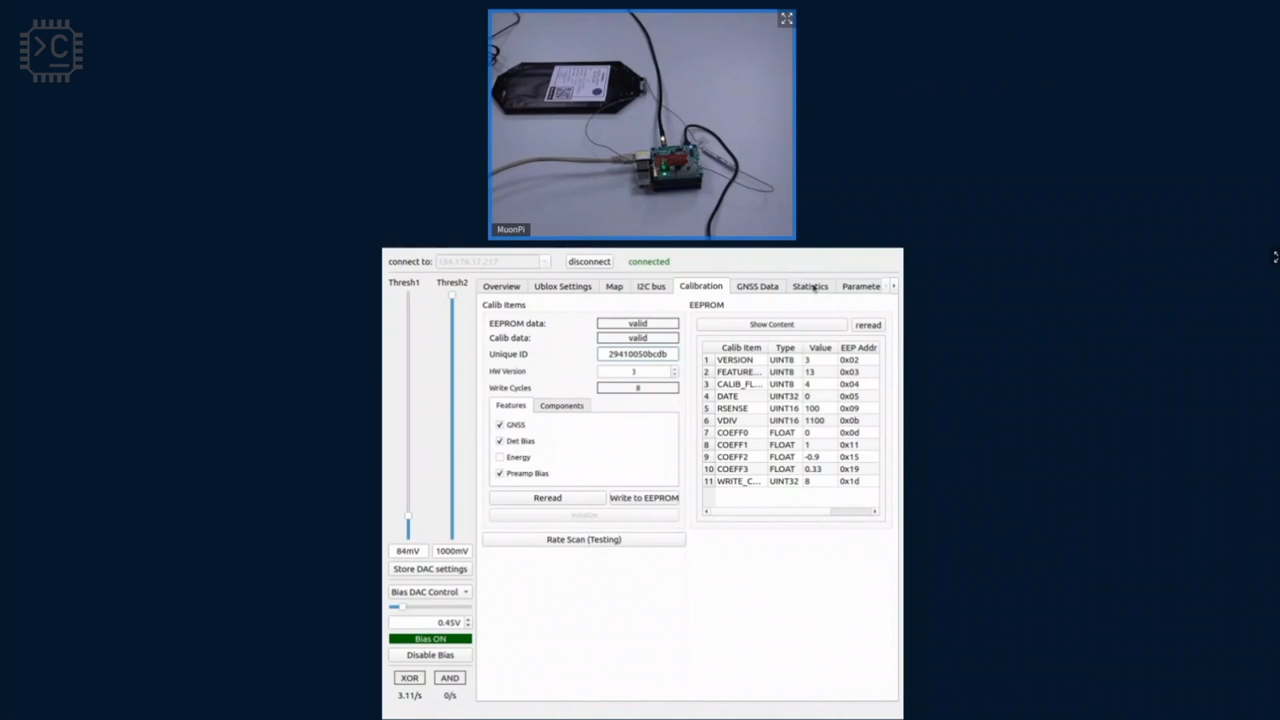 >C_
MuonPi
connect to: 134.176.17.217 disconnect connected
Thresh1 Thresh2
Overview Ublox Settings Map I2C bus Calibration GNSS Data Statistics Paramete
Calib Items
EEPROM data: valid
Calib data: valid
Unique ID 29410050bcdb
HW Version 3
Write Cycles 8
Features Components
GNSS
Det Bias
Energy
Preamp Bias
Reread Write to EEPROM
Initialize
Rate Scan (Testing)
EEPROM
Show Content reread
Calib Item Type Value EEP Addr
1 VERSION UINT8 3 0x02
2 FEATURE... UINT8 13 0x03
3 CALIB_FL... UINT8 4 0x04
4 DATE UINT32 0 0x05
5 RSENSE UINT16 100 0x09
6 VDIV UINT16 1100 0x0b
7 COEFF0 FLOAT 0 0x0d
8 COEFF1 FLOAT 1 0x11
9 COEFF2 FLOAT -0.9 0x15
10 COEFF3 FLOAT 0.33 0x19
11 WRITE_C... UINT32 8 0x1d
84mV 1000mV
Store DAC settings
Bias DAC Control
0.45V
Bias ON
Disable Bias
XOR AND
3.11/s 0/s